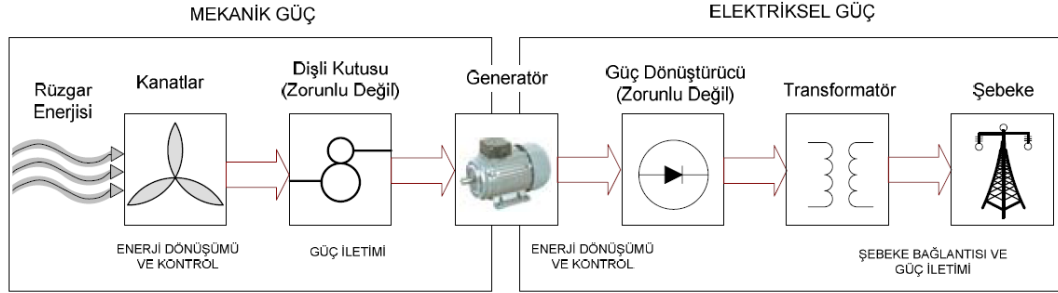 MEKANİK GÜÇ
ELEKTRİKSEL GÜÇ
Rüzgar
Enerjisi
Kanatlar
Dişli Kutusu
(Zorunlu Değil)
Generatör
Güç Dönüştürücü
(Zorunlu Değil)
Transformatör
Şebeke
ENERJİ DÖNÜŞÜMÜ
VE KONTROL
GÜÇ İLETİMİ
ENERJİ DÖNÜŞÜMÜ
VE KONTROL
ŞEBEKE BAĞLANTISI VE
GÜÇ İLETİMİ